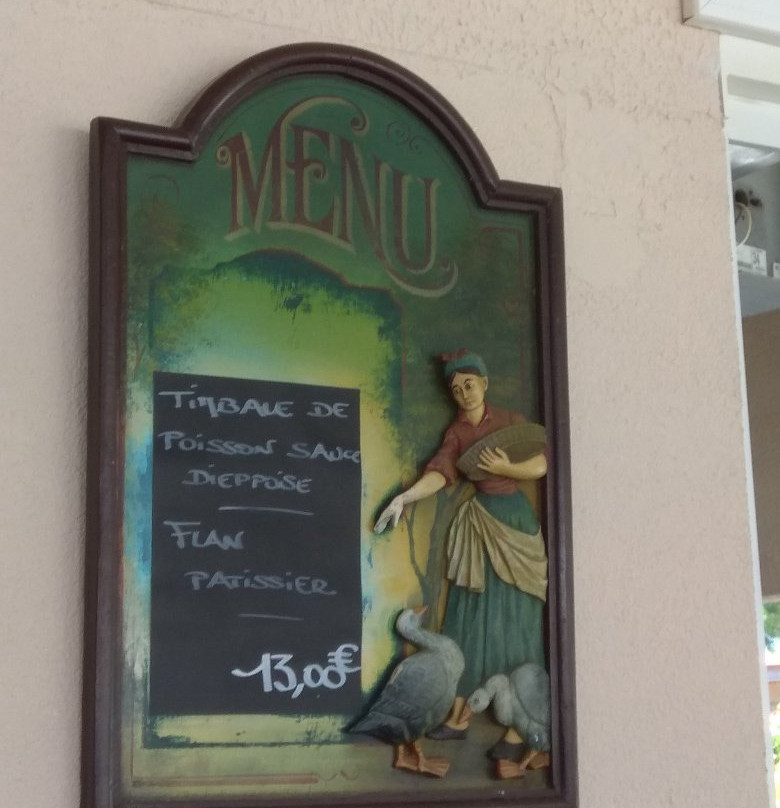 MENU
TIMBALE DE
POISSON SAUCE
DIEPPOISE
FLAN
PATISSIER
13,00€